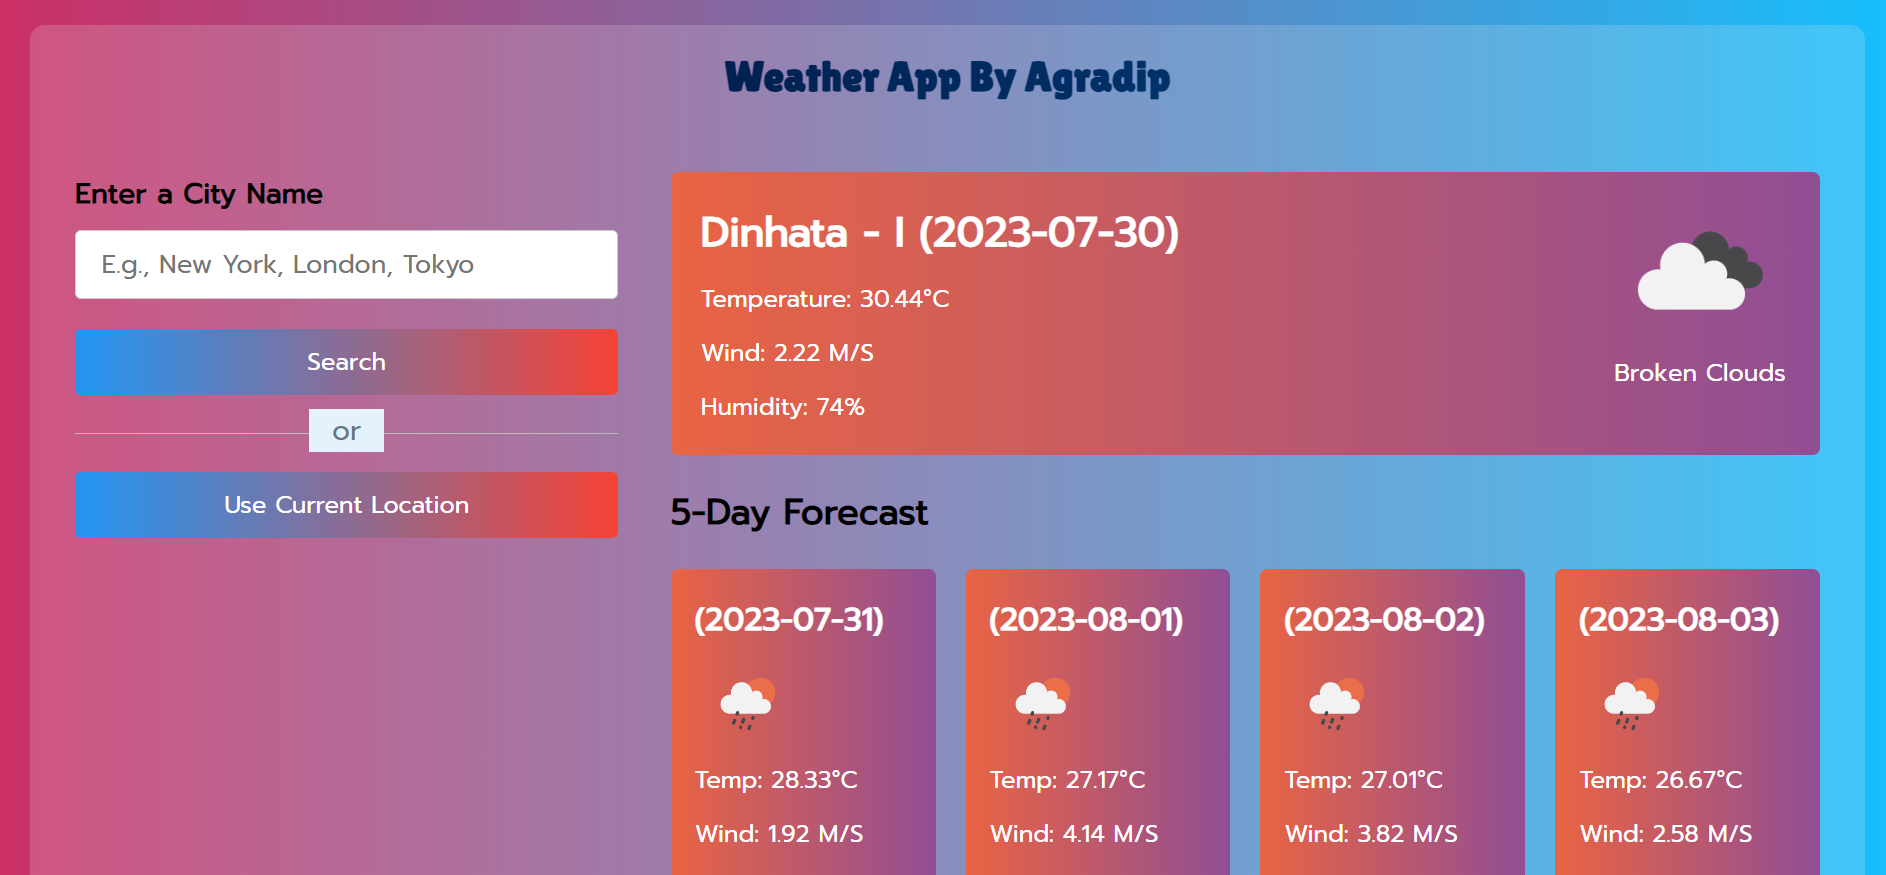 Weather App By Agradip
Enter a City Name
E.g., New York, London, Tokyo
Search
or
Use Current Location
Dinhata - I (2023-07-30)
Temperature: 30.44°C
Wind: 2.22 M/S
Humidity: 74%
Broken Clouds
5-Day Forecast
(2023-07-31)
Temp: 28.33°C
Wind: 1.92 M/S
(2023-08-01)
Temp: 27.17°C
Wind: 4.14 M/S
(2023-08-02)
Temp: 27.01°C
Wind: 3.82 M/S
(2023-08-03)
Temp: 26.67°C
Wind: 2.58 M/S